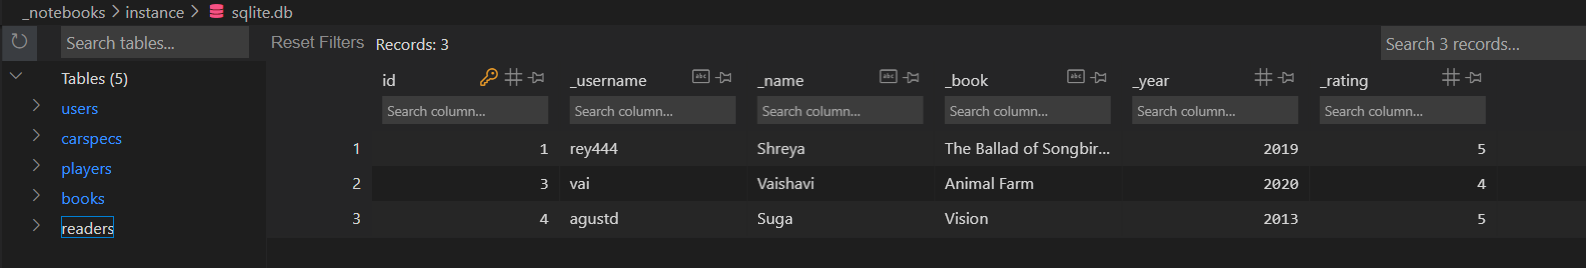 _notebooks > instance > sqlite.db
Search tables...
Reset Filters Records: 3 Search 3 records...
Tables (5)
users
carspecs
players
books
readers
id _username _name _book _year _rating
Search column... Search column... Search column... Search column... Search column... Search column...
1 1 rey444 Shreya The Ballad of Songbir... 2019 5
2 3 vai Vaishavi Animal Farm 2020 4
3 4 agustd Suga Vision 2013 5